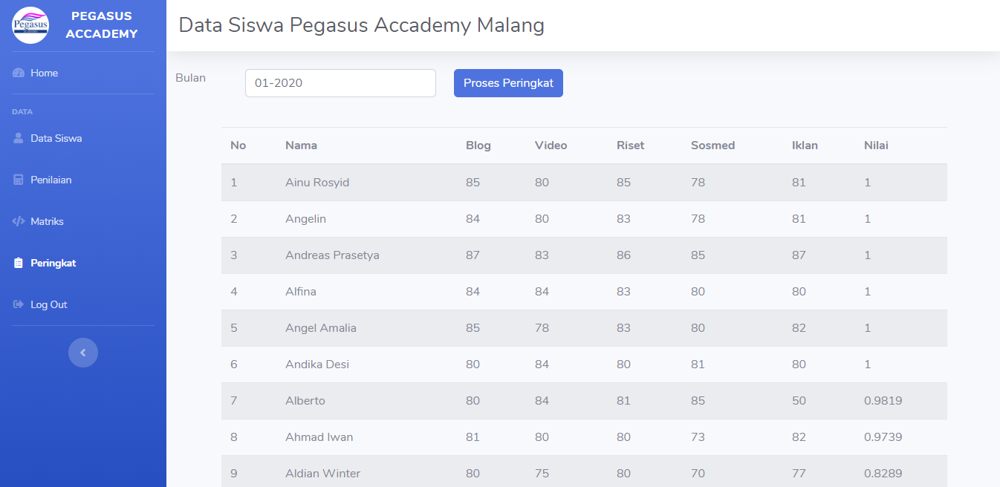 Pegasus
PEGASUS
ACCADEMY
Home
DATA
Data Siswa
Penilaian
Matriks
Peringkat
Log Out
Data Siswa Pegasus Accademy Malang
Bulan 01-2020 Proses Peringkat
No Nama Blog Video Riset Sosmed Iklan Nilai
1 Ainu Rosyid 85 80 85 78 81 1
2 Angelin 84 80 83 78 81 1
3 Andreas Prasetya 87 83 86 85 87 1
4 Alfina 84 84 83 80 80 1
5 Angel Amalia 85 78 83 80 82 1
6 Andika Desi 80 84 80 81 80 1
7 Alberto 80 84 81 85 50 0.9819
8 Ahmad Iwan 81 80 80 73 82 0.9739
9 Aldian Winter 80 75 80 70 77 0.8289